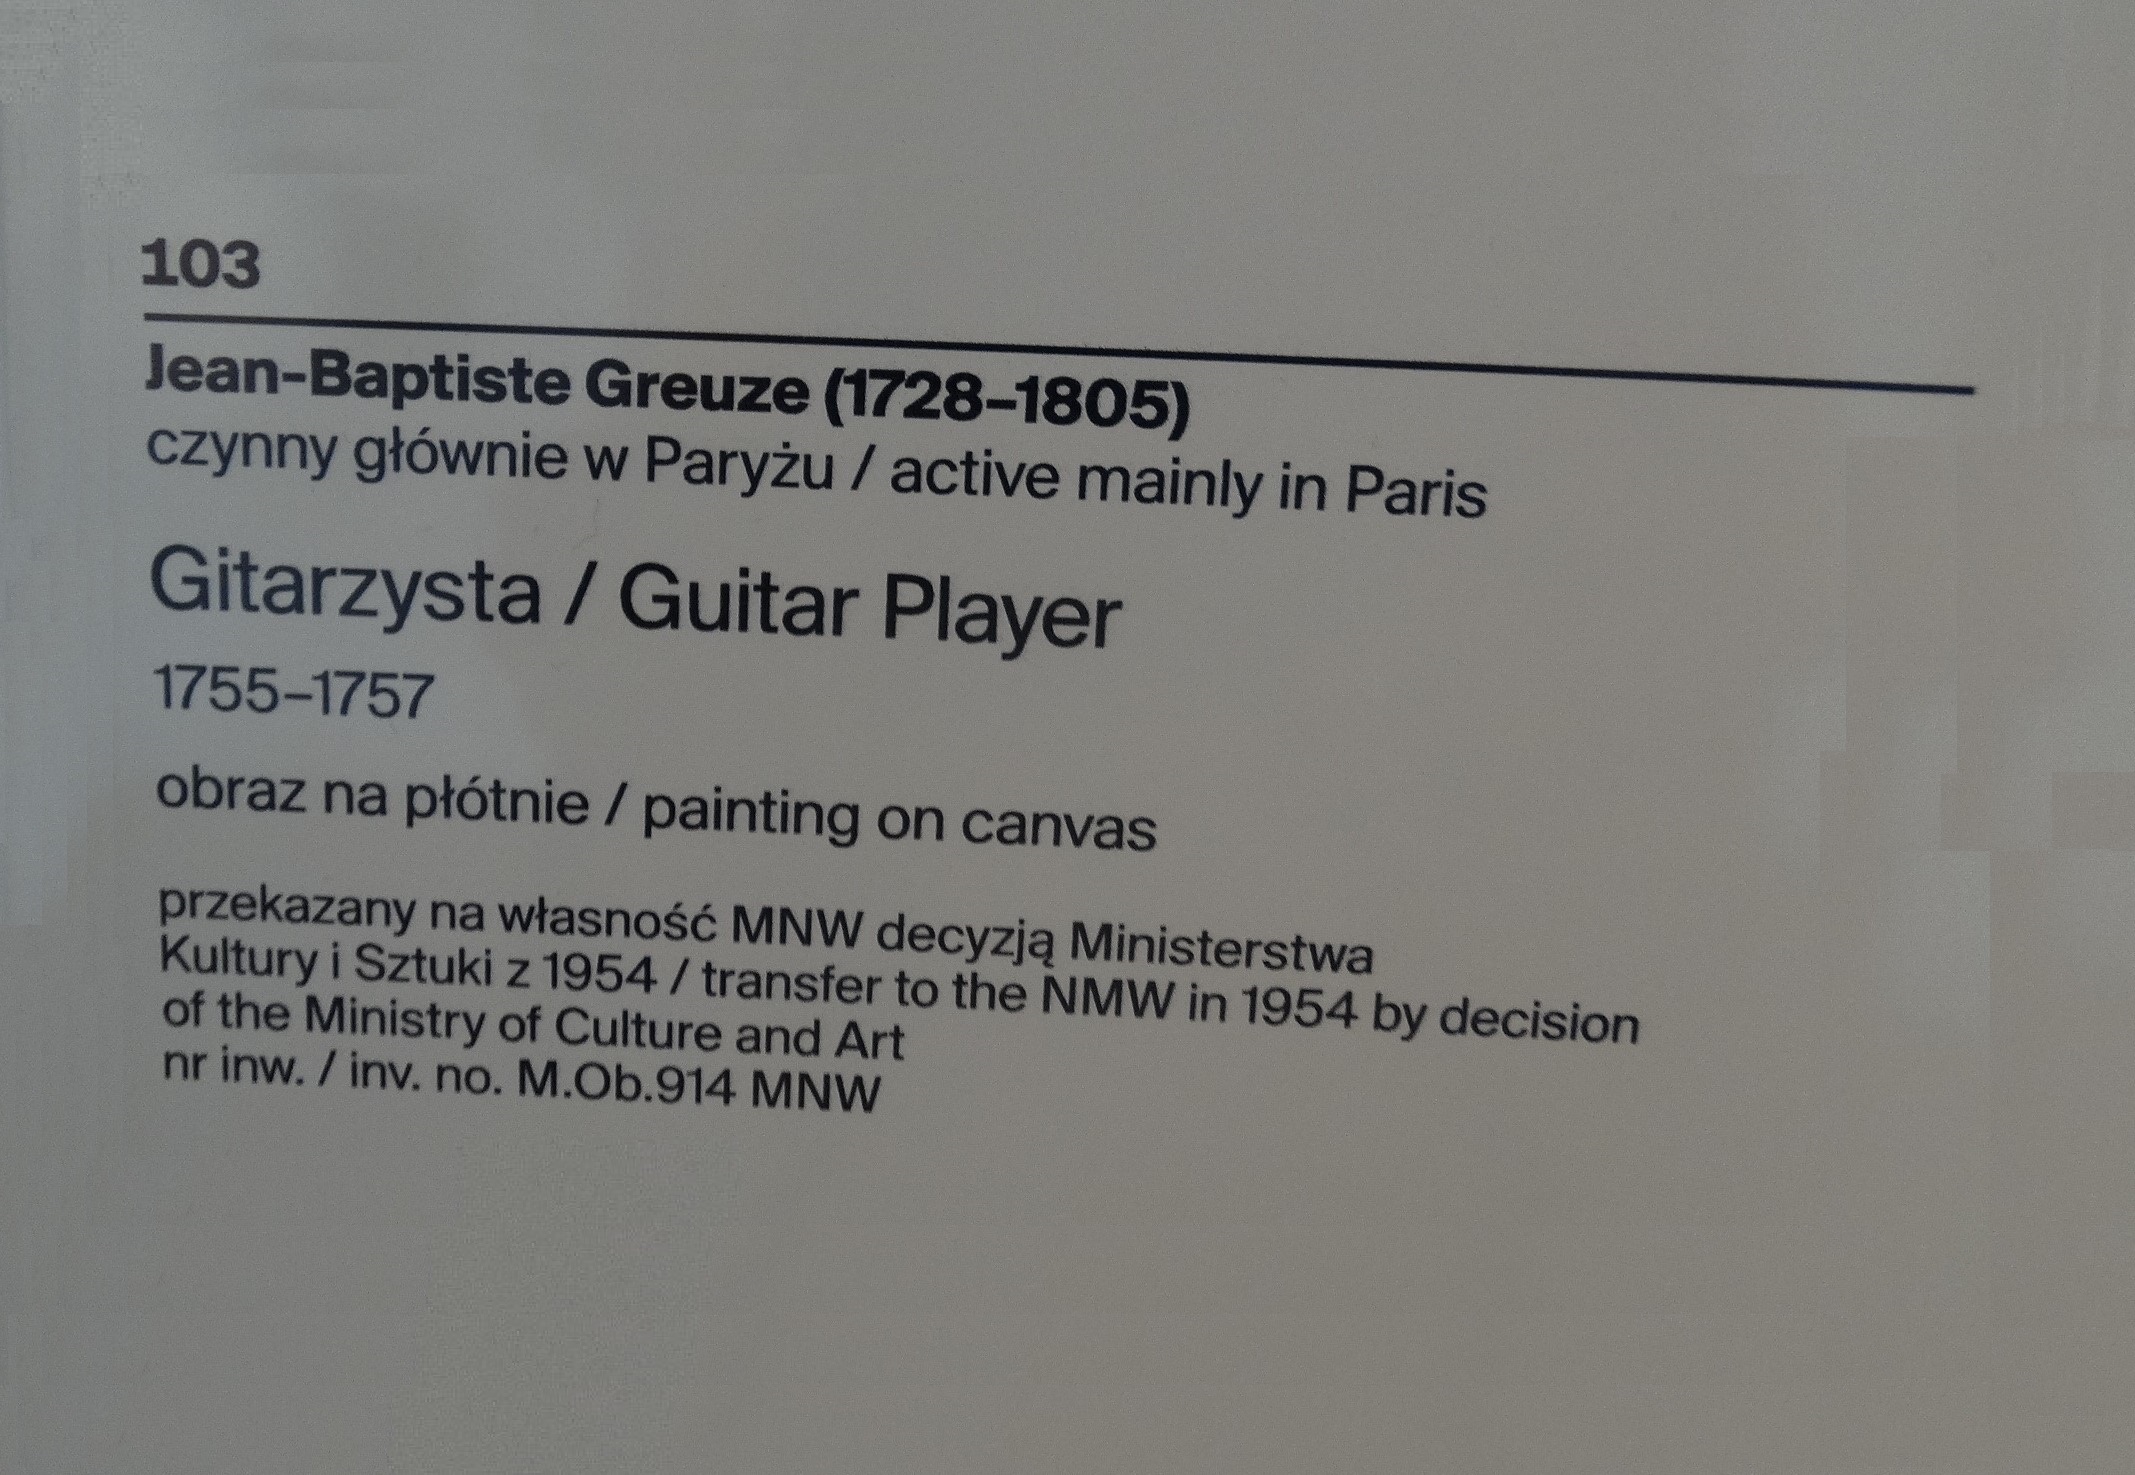 103
Jean-Baptiste Greuze (1728–1805)
czynny głównie w Paryżu / active mainly in Paris
Gitarzysta / Guitar Player
1755–1757
obraz na płótnie / painting on canvas
przekazany na własność MNW decyzją Ministerstwa
Kultury i Sztuki z 1954 / transfer to the NMW in 1954 by decision
of the Ministry of Culture and Art
nr inw. / inv. no. M.Ob.914 MNW